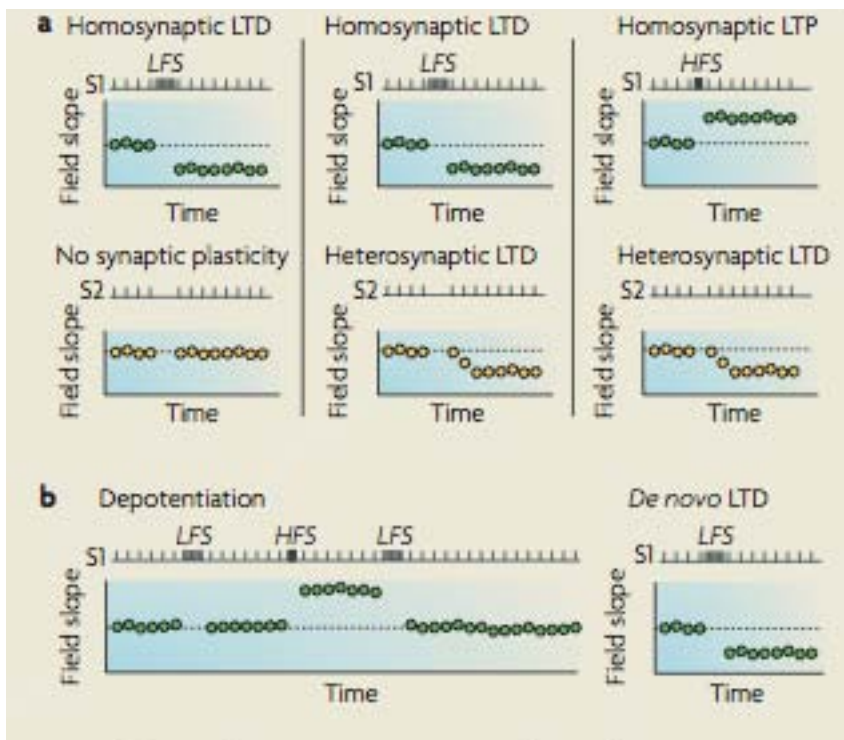 a Homosynaptic LTD
LFS
S1
Field slope
Time
No synaptic plasticity
S2
Field slope
Time
Homosynaptic LTD
LFS
S1
Field slope
Time
Heterosynaptic LTD
S2
Field slope
Time
Homosynaptic LTP
HFS
S1
Field slope
Time
Heterosynaptic LTD
S2
Field slope
Time
b Depotentiation
LFS HFS LFS
S1
Field slope
Time
De novo LTD
LFS
S1
Field slope
Time